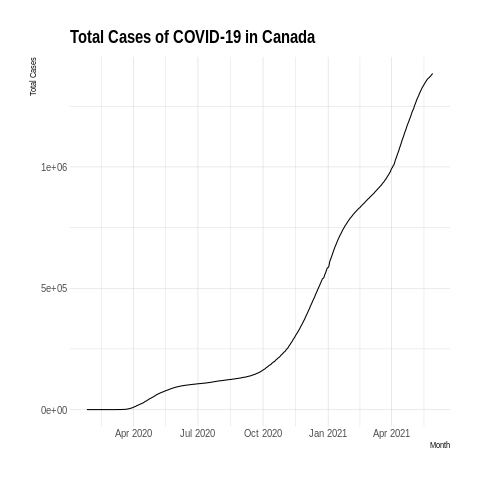 Total Cases of COVID-19 in Canada
Total Cases
1e+06
5e+05
0e+00
Apr 2020 Jul 2020 Oct 2020 Jan 2021 Apr 2021
Month